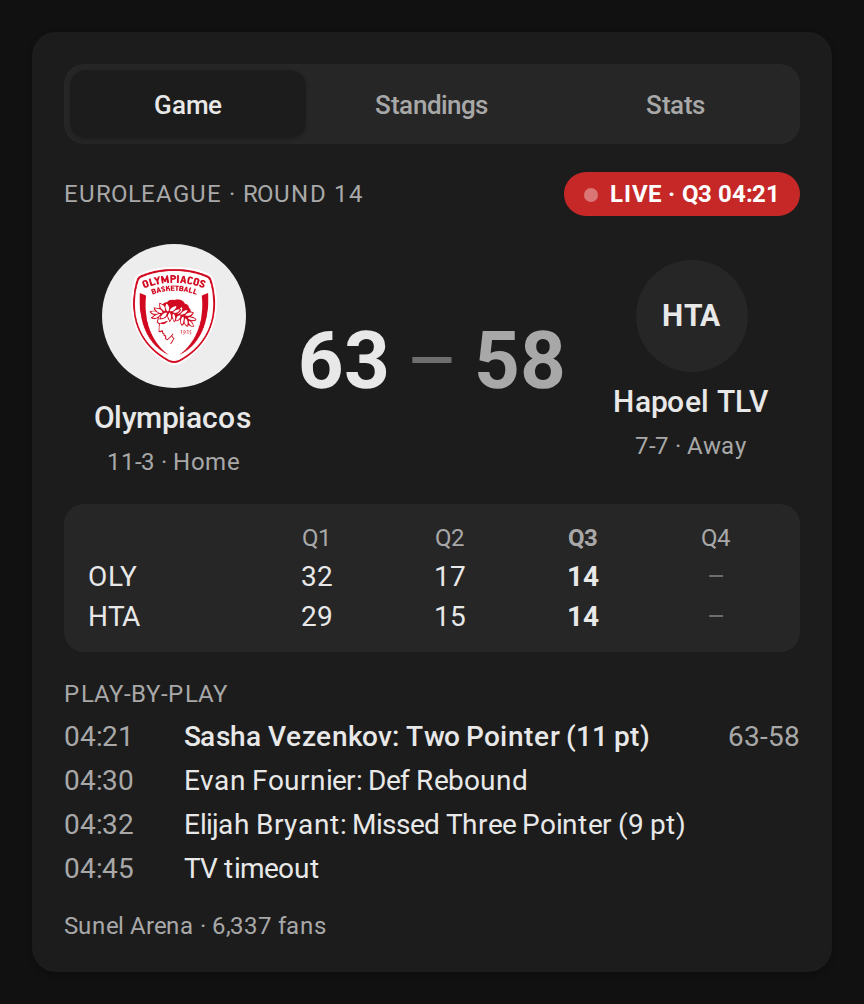 Game Standings Stats
EUROLEAGUE · ROUND 14
LIVE · Q3 04:21
OLYMPIACOS
BASKETBALL
1925
HTA
63 – 58
Olympiacos
11-3 · Home
Hapoel TLV
7-7 · Away
Q1 Q2 Q3 Q4
OLY 32 17 14 –
HTA 29 15 14 –
PLAY-BY-PLAY
04:21 Sasha Vezenkov: Two Pointer (11 pt) 63-58
04:30 Evan Fournier: Def Rebound
04:32 Elijah Bryant: Missed Three Pointer (9 pt)
04:45 TV timeout
Sunel Arena · 6,337 fans